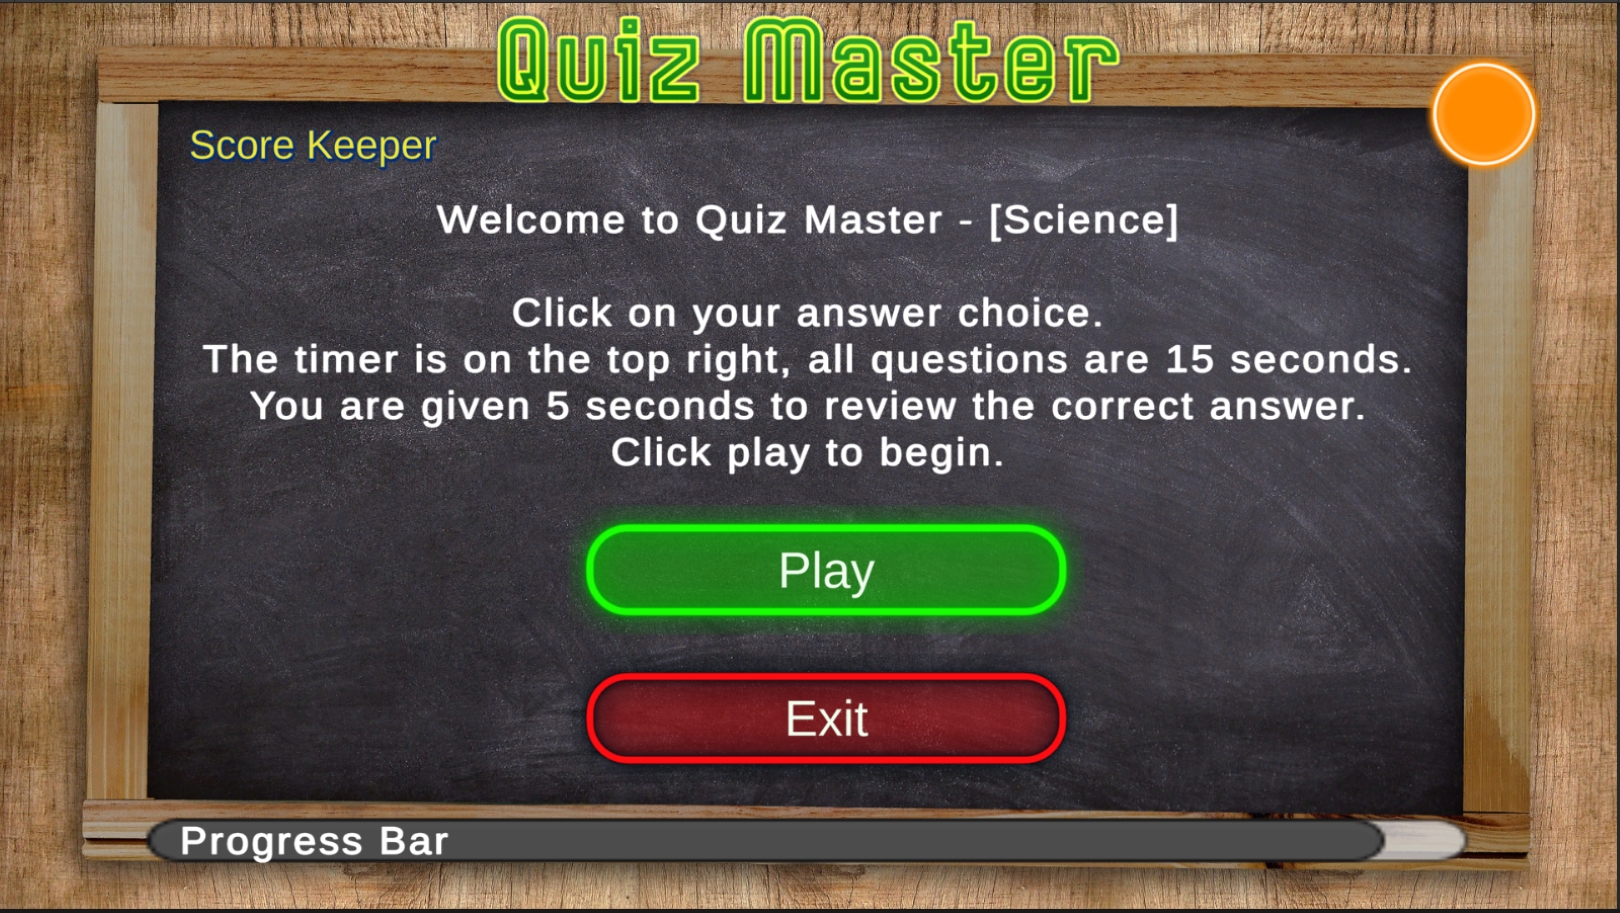 Quiz Master
Score Keeper
Welcome to Quiz Master - [Science]
Click on your answer choice.
The timer is on the top right, all questions are 15 seconds.
You are given 5 seconds to review the correct answer.
Click play to begin.
Play
Exit
Progress Bar